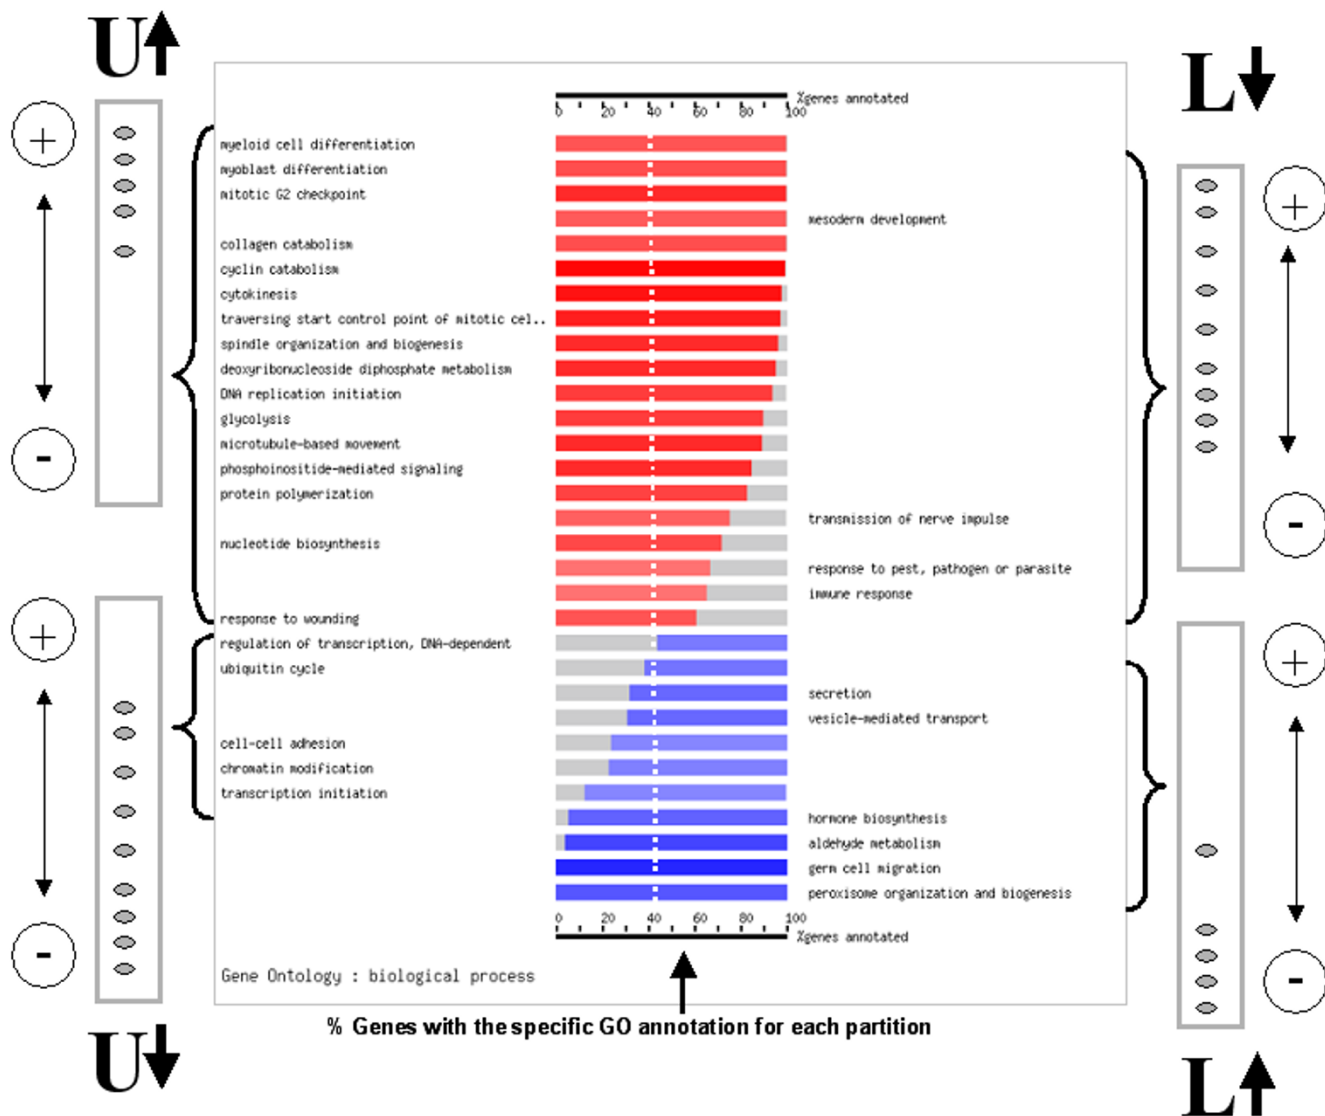 U
L
%genes annotated
0 20 40 60 80 100
myeloid cell differentiation
myoblast differentiation
mitotic G2 checkpoint
mesoderm development
collagen catabolism
cyclin catabolism
cytokinesis
traversing start control point of mitotic cel..
spindle organization and biogenesis
deoxyribonucleoside diphosphate metabolism
DNA replication initiation
glycolysis
microtubule-based movement
phosphoinositide-mediated signaling
protein polymerization
transmission of nerve impulse
nucleotide biosynthesis
response to pest, pathogen or parasite
immune response
response to wounding
regulation of transcription, DNA-dependent
ubiquitin cycle
secretion
vesicle-mediated transport
cell-cell adhesion
chromatin modification
transcription initiation
hormone biosynthesis
aldehyde metabolism
germ cell migration
peroxisome organization and biogenesis
0 20 40 60 80 100
%genes annotated
Gene Ontology : biological process
% Genes with the specific GO annotation for each partition
+
-
+
-
+
-
+
-
U
L